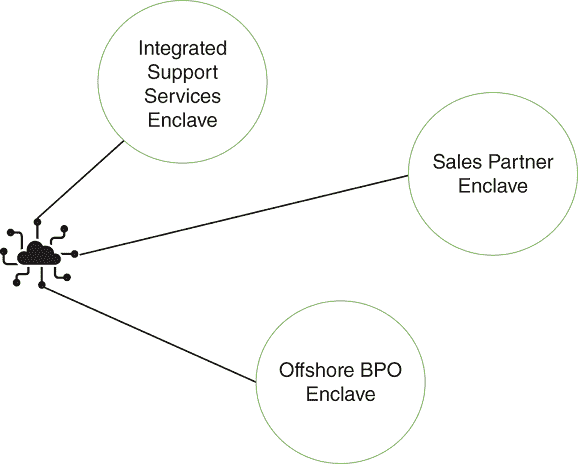 Integrated
Support
Services
Enclave
Sales Partner
Enclave
Offshore BPO
Enclave